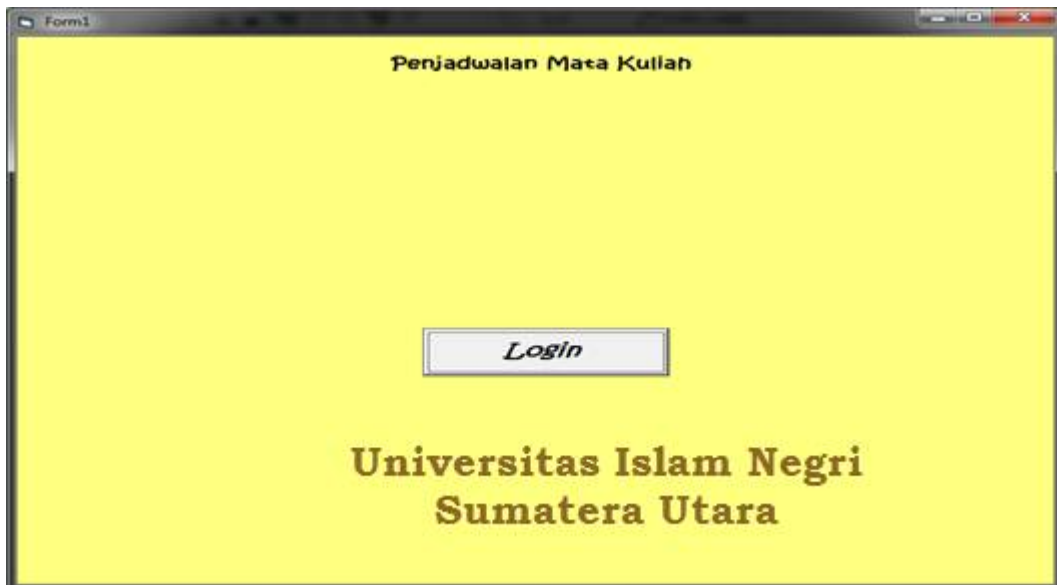 Form1
Penjadwalan Mata Kuliah
Login
Universitas Islam Negri
Sumatera Utara